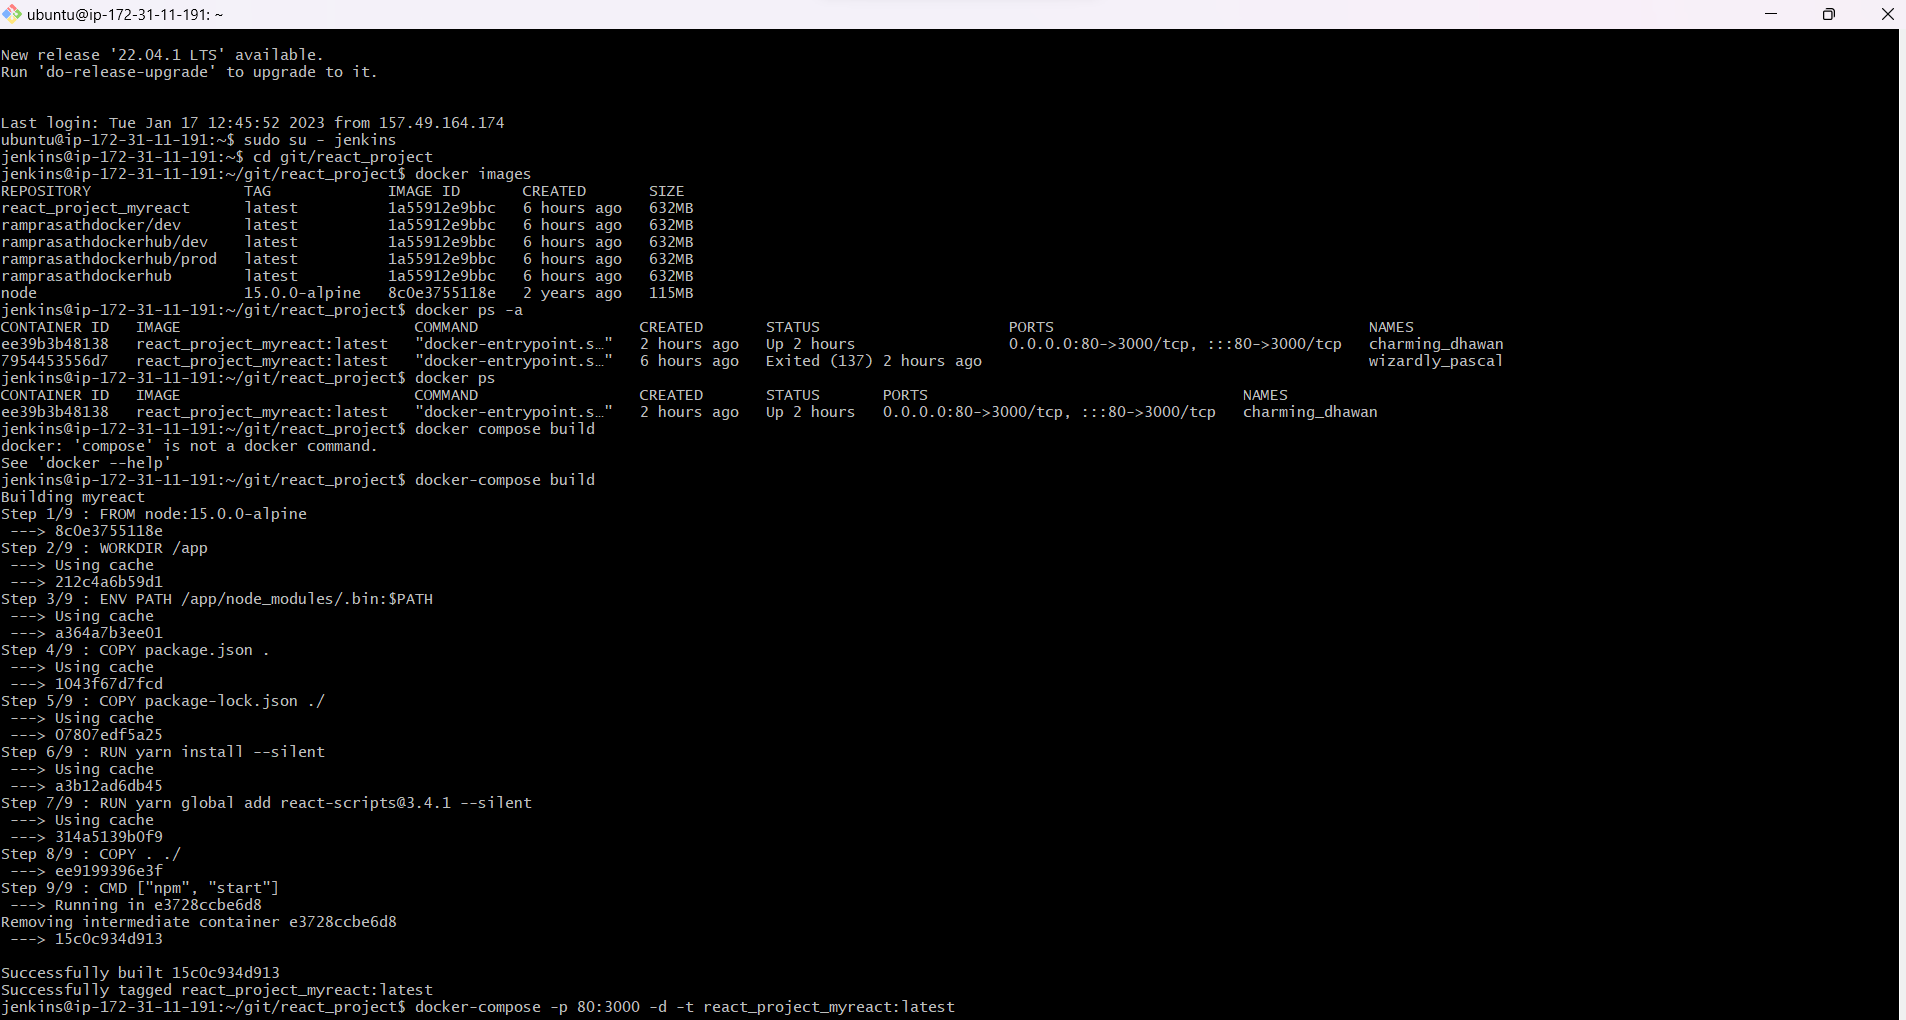 ubuntu@ip-172-31-11-191: ~
New release '22.04.1 LTS' available.
Run 'do-release-upgrade' to upgrade to it.
Last login: Tue Jan 17 12:45:52 2023 from 157.49.164.174
ubuntu@ip-172-31-11-191:~$ sudo su - jenkins
jenkins@ip-172-31-11-191:~$ cd git/react_project
jenkins@ip-172-31-11-191:~/git/react_project$ docker images
REPOSITORY                 TAG             IMAGE ID       CREATED       SIZE
react_project_myreact      latest          1a55912e9bbc   6 hours ago   632MB
ramprasathdocker/dev       latest          1a55912e9bbc   6 hours ago   632MB
ramprasathdockerhub/dev    latest          1a55912e9bbc   6 hours ago   632MB
ramprasathdockerhub/prod   latest          1a55912e9bbc   6 hours ago   632MB
ramprasathdockerhub        latest          1a55912e9bbc   6 hours ago   632MB
node                       15.0.0-alpine   8c0e3755118e   2 years ago   115MB
jenkins@ip-172-31-11-191:~/git/react_project$ docker ps -a
CONTAINER ID   IMAGE                          COMMAND                  CREATED       STATUS                     PORTS                                   NAMES
ee39b3b48138   react_project_myreact:latest   "docker-entrypoint.s…"   2 hours ago   Up 2 hours                 0.0.0.0:80->3000/tcp, :::80->3000/tcp   charming_dhawan
7954453556d7   react_project_myreact:latest   "docker-entrypoint.s…"   6 hours ago   Exited (137) 2 hours ago                                           wizardly_pascal
jenkins@ip-172-31-11-191:~/git/react_project$ docker ps
CONTAINER ID   IMAGE                          COMMAND                  CREATED       STATUS       PORTS                                   NAMES
ee39b3b48138   react_project_myreact:latest   "docker-entrypoint.s…"   2 hours ago   Up 2 hours   0.0.0.0:80->3000/tcp, :::80->3000/tcp   charming_dhawan
jenkins@ip-172-31-11-191:~/git/react_project$ docker compose build
docker: 'compose' is not a docker command.
See 'docker --help'
jenkins@ip-172-31-11-191:~/git/react_project$ docker-compose build
Building myreact
Step 1/9 : FROM node:15.0.0-alpine
 ---> 8c0e3755118e
Step 2/9 : WORKDIR /app
 ---> Using cache
 ---> 212c4a6b59d1
Step 3/9 : ENV PATH /app/node_modules/.bin:$PATH
 ---> Using cache
 ---> a364a7b3ee01
Step 4/9 : COPY package.json .
 ---> Using cache
 ---> 1043f67d7fcd
Step 5/9 : COPY package-lock.json ./
 ---> Using cache
 ---> 07807edf5a25
Step 6/9 : RUN yarn install --silent
 ---> Using cache
 ---> a3b12ad6db45
Step 7/9 : RUN yarn global add react-scripts@3.4.1 --silent
 ---> Using cache
 ---> 314a5139b0f9
Step 8/9 : COPY . ./
 ---> ee9199396e3f
Step 9/9 : CMD ["npm", "start"]
 ---> Running in e3728ccbe6d8
Removing intermediate container e3728ccbe6d8
 ---> 15c0c934d913
Successfully built 15c0c934d913
Successfully tagged react_project_myreact:latest
jenkins@ip-172-31-11-191:~/git/react_project$ docker-compose -p 80:3000 -d -t react_project_myreact:latest